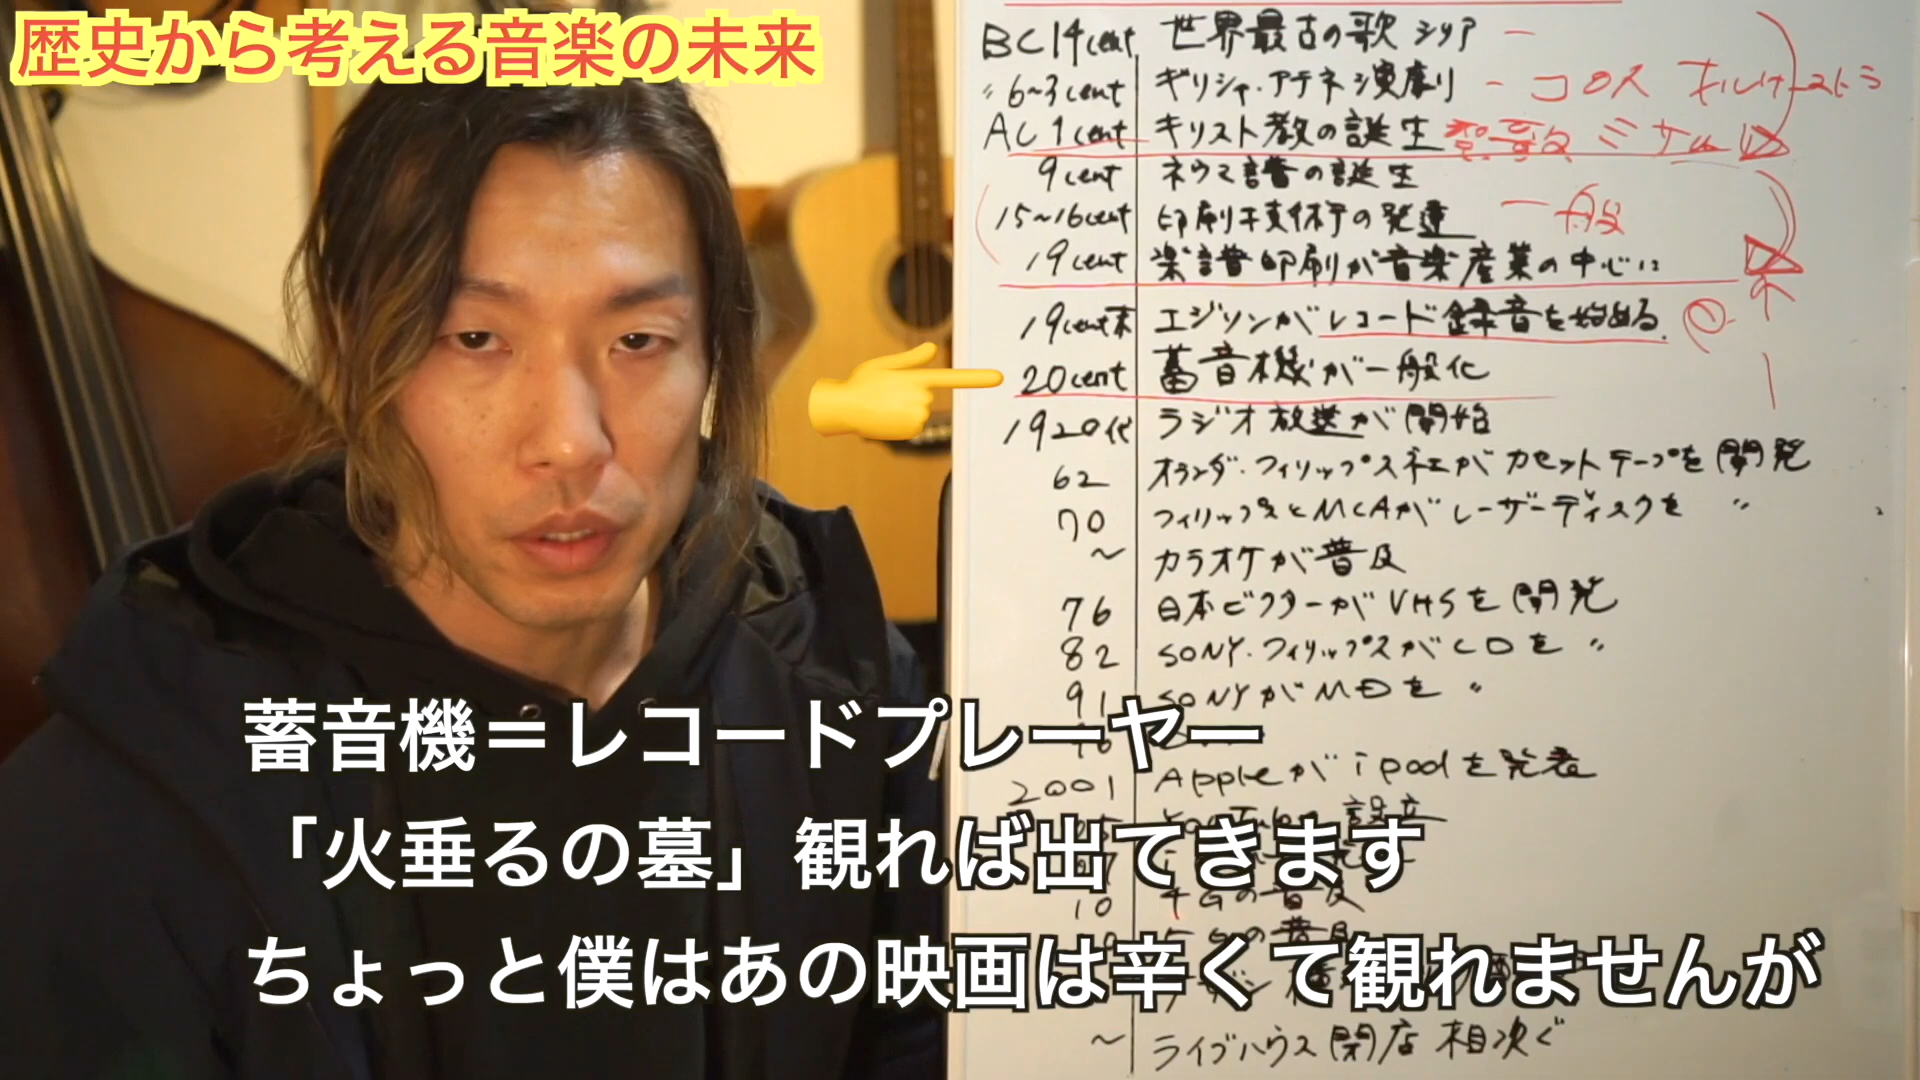 歴史から考える音楽の未来
BC14cent 世界最古の歌 シリア ー
〃6~3cent ギリシャ・アテネシ演劇 - コロス オルケーストラ
AC1cent キリスト教の誕生 聖歌 ミサ
9cent ネウマ譜の誕生
15~16cent 印刷技術の発達 一般
19cent 楽譜印刷が音楽産業の中心に
19cent末 エジソンがレコード録音を始める
20cent 蓄音機が一般化
1920代 ラジオ放送が開始
62 オランダ・フィリップス社がカセットテープを開発
70 フィリップスとMCAがレーザーディスクを 〃
~ カラオケが普及
76 日本ビクターがVHSを開発
82 SONY・フィリップスがCDを 〃
91 SONYがMDを 〃
2001 Appleがipodを発表
設立
10 4Gの普及
5Gの普及
~ ライブハウス閉店相次ぐ
蓄音機=レコードプレーヤー
「火垂るの墓」観れば出てきます
ちょっと僕はあの映画は辛くて観れませんが